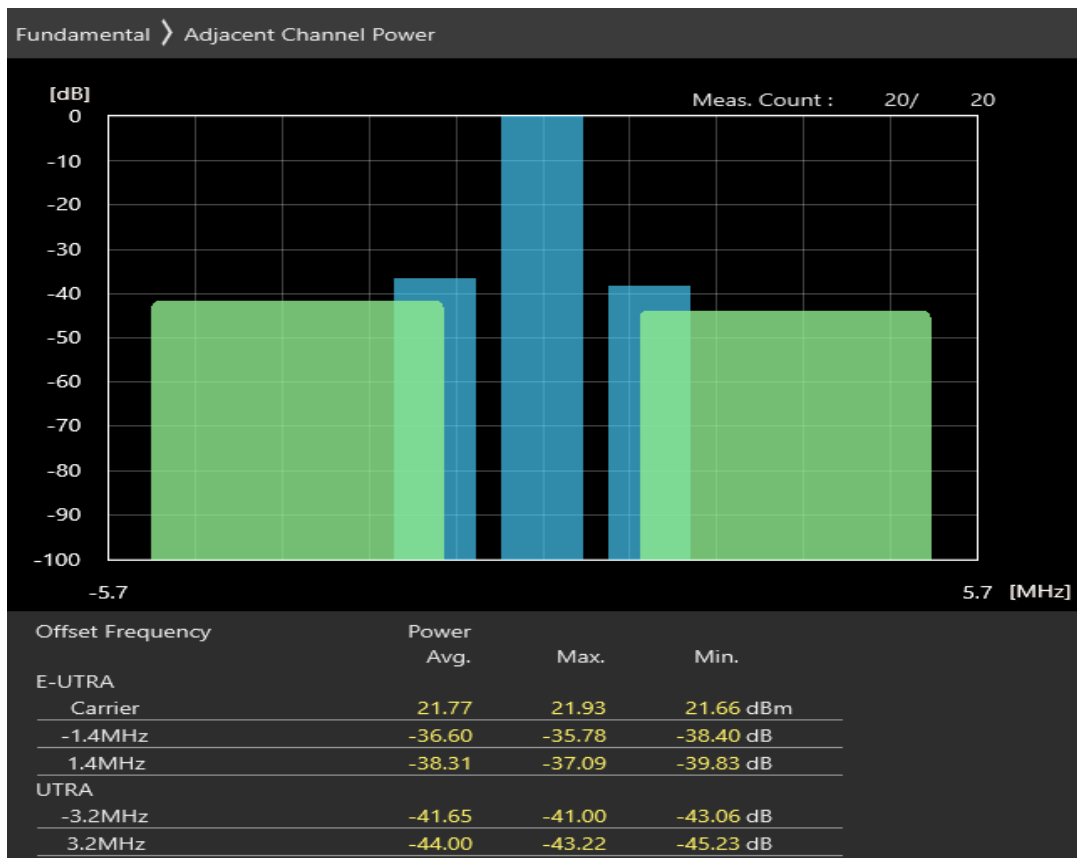 Fundamental 〉 Adjacent Channel Power
[dB]
Meas. Count : 20/ 20
0
-10
-20
-30
-40
-50
-60
-70
-80
-90
-100
-5.7 5.7 [MHz]
Offset Frequency Power
Avg. Max. Min.
E-UTRA
Carrier 21.77 21.93 21.66 dBm
-1.4MHz -36.60 -35.78 -38.40 dB
1.4MHz -38.31 -37.09 -39.83 dB
UTRA
-3.2MHz -41.65 -41.00 -43.06 dB
3.2MHz -44.00 -43.22 -45.23 dB